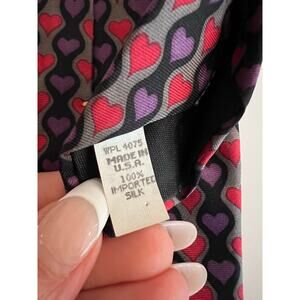 WPL 4075
MADE IN
U.S.A.
100%
IMPORTED
SILK